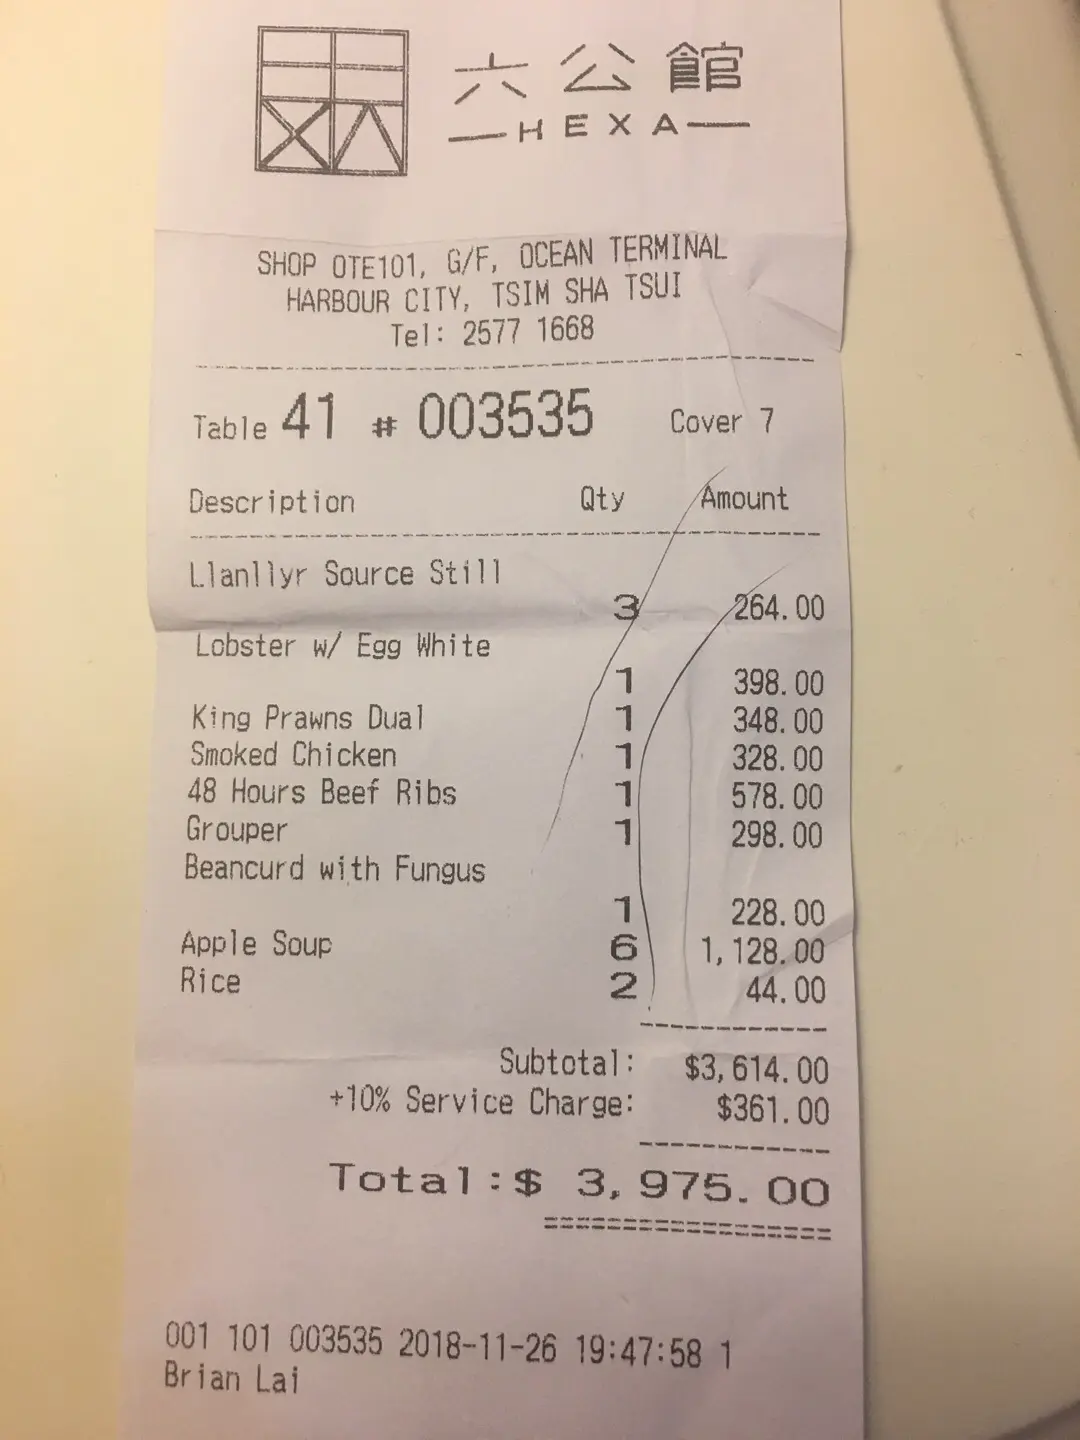 六公館
HEXA
SHOP OTE101, G/F, OCEAN TERMINAL
HARBOUR CITY, TSIM SHA TSUI
Tel: 2577 1668
Table 41 # 003535 Cover 7
Description Qty Amount
Llanllyr Source Still
3 264.00
Lobster w/ Egg White
1 398.00
King Prawns Dual 1 348.00
Smoked Chicken 1 328.00
48 Hours Beef Ribs 1 578.00
Grouper 1 298.00
Beancurd with Fungus
1 228.00
Apple Soup 6 1,128.00
Rice 2 44.00
Subtotal: $3,614.00
+10% Service Charge: $361.00
Total:$ 3,975.00
001 101 003535 2018-11-26 19:47:58 1
Brian Lai